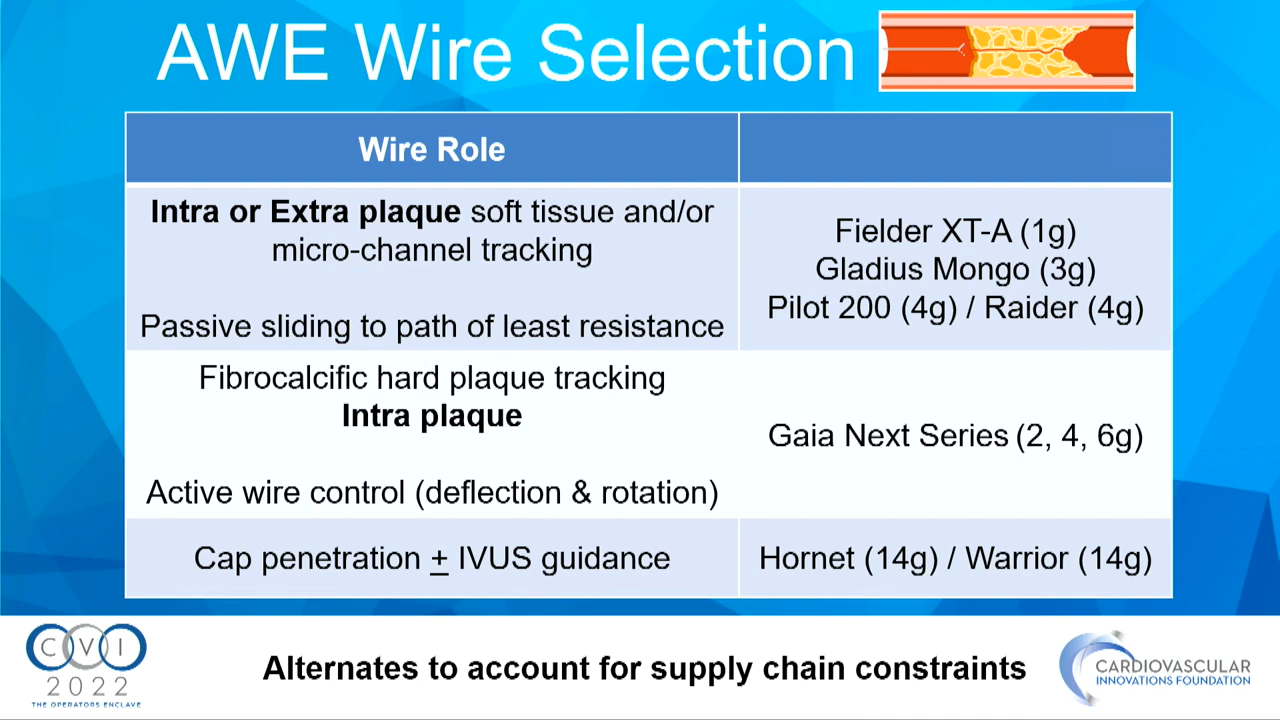 AWE Wire Selection
Wire Role
Intra or Extra plaque soft tissue and/or
micro-channel tracking
Passive sliding to path of least resistance
Fielder XT-A (1g)
Gladius Mongo (3g)
Pilot 200 (4g) / Raider (4g)
Fibrocalcific hard plaque tracking
Intra plaque
Active wire control (deflection & rotation)
Gaia Next Series (2, 4, 6g)
Cap penetration ± IVUS guidance
Hornet (14g) / Warrior (14g)
CVI
2022
THE OPERATORS ENCLAVE
Alternates to account for supply chain constraints
CARDIOVASCULAR
INNOVATIONS FOUNDATION